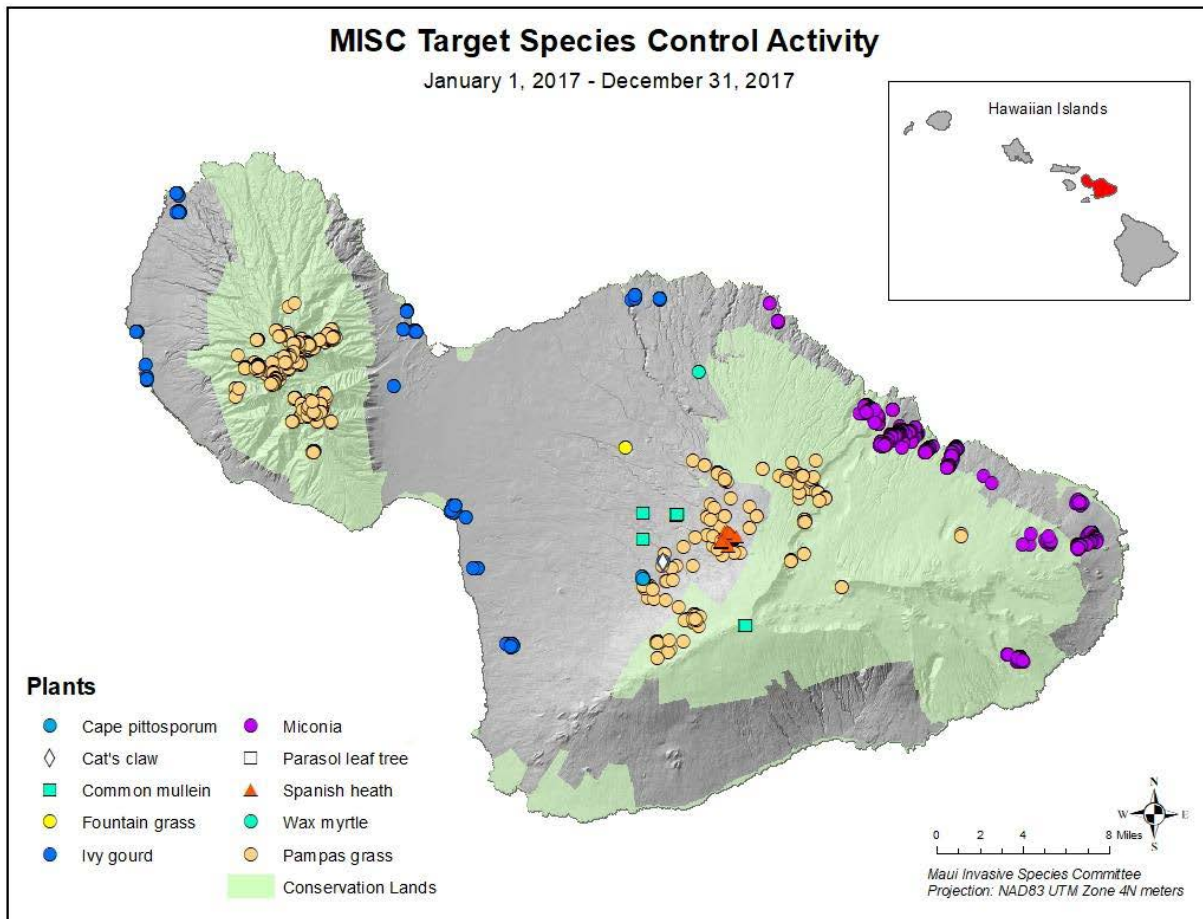 MISC Target Species Control Activity
January 1, 2017 - December 31, 2017
Hawaiian Islands
Plants
Cape pittosporum
Cat's claw
Common mullein
Fountain grass
Ivy gourd
Miconia
Parasol leaf tree
Spanish heath
Wax myrtle
Pampas grass
Conservation Lands
N
W E
S
0 2 4 8 Miles
Maui Invasive Species Committee
Projection: NAD83 UTM Zone 4N meters